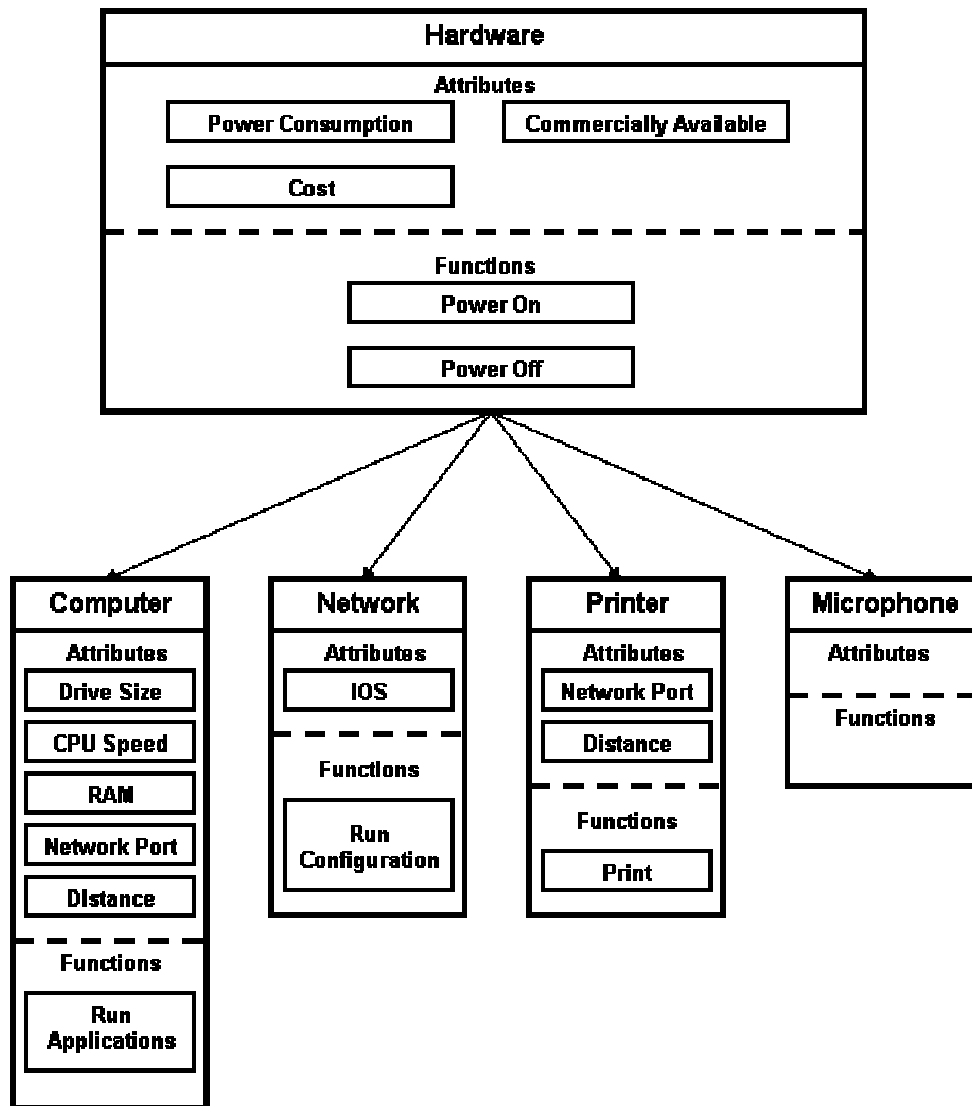 Hardware
Attributes
Power Consumption
Commercially Available
Cost
Functions
Power On
Power Off
Computer
Attributes
Drive Size
CPU Speed
RAM
Network Port
Distance
Functions
Run
Applications
Network
Attributes
IOS
Functions
Run
Configuration
Printer
Attributes
Network Port
Distance
Functions
Print
Microphone
Attributes
Functions